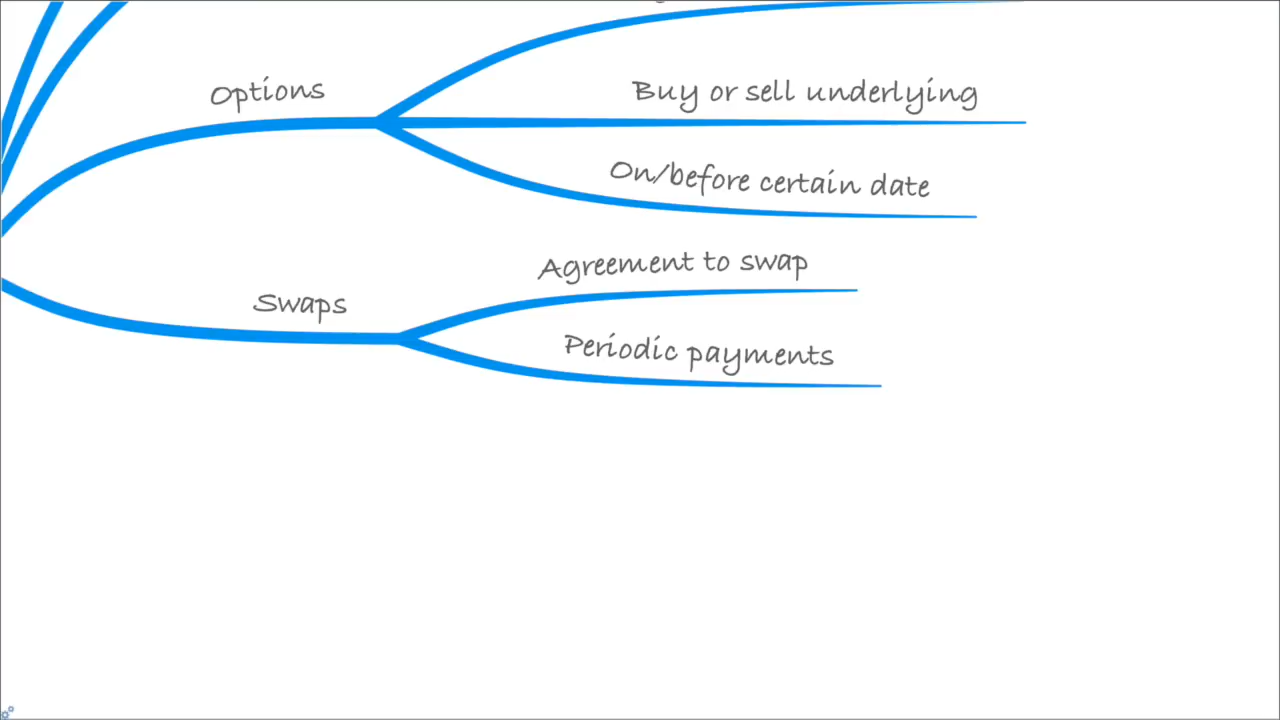 Options
Buy or sell underlying
On/before certain date
Swaps
Agreement to swap
Periodic payments